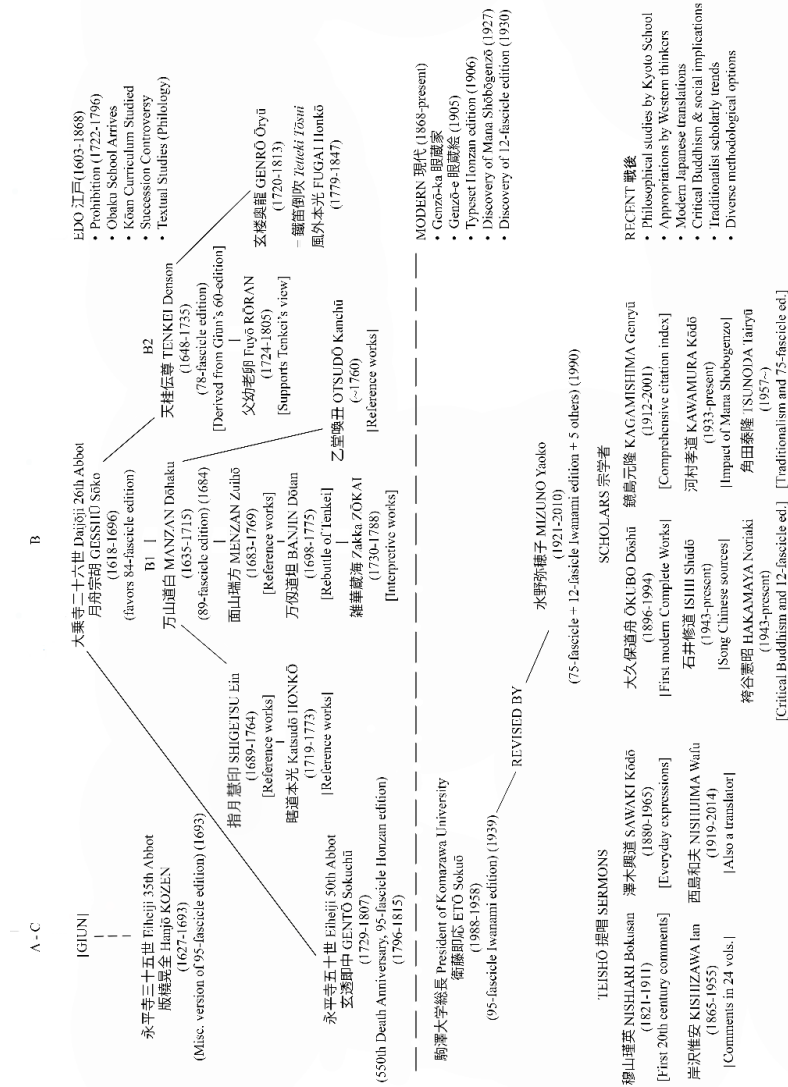 A - C
B
[GIUN]
永平寺三十五世 Eiheiji 35th Abbot
版橈晃全 Hanjō KOZEN
(1627-1693)
(Misc. version of 95-fascicle edition) (1693)
大乗寺二十六世 Daijōji 26th Abbot
月舟宗胡 GESSHŪ Sōko
(1618-1696)
(favors 84-fascicle edition)
EDO 江戸 (1603-1868)
• Prohibition (1722-1796)
• Obaku School Arrives
• Kōan Curriculum Studied
• Succession Controversy
• Textual Studies (Philology)
B1
卍山道白 MANZAN Dōhaku
(1635-1715)
(89-fascicle edition) (1684)
B2
天桂伝尊 TENKEI Denson
(1648-1735)
(78-fascicle edition)
[Derived from Giun's 60-edition]
指月慧印 SHIGETSU Ein
(1689-1764)
[Reference works]
瞎道本光 Katsudō HONKŌ
(1719-1773)
[Reference works]
面山瑞方 MENZAN Zuihō
(1683-1769)
[Reference works]
万仭道坦 BANJIN Dōtan
(1698-1775)
[Rebuttle of Tenkei]
雑華蔵海 Zakka ZŌKAI
(1730-1788)
[Interpretive works]
父幼老卵 Fuyō RŌRAN
(1724-1805)
[Supports Tenkei's view]
玄楼奥龍 GENRŌ Ōryū
(1720-1813)
– 鐵笛倒吹 Tetteki Tōsui
風外本光 FUGAI Honkō
(1779-1847)
乙堂喚丑 OTSUDŌ Kanchū
(~1760)
[Reference works]
永平寺五十世 Eiheiji 50th Abbot
玄透即中 GENTŌ Sokuchū
(1729-1807)
(550th Death Anniversary, 95-fascicle Honzan edition)
(1796-1815)
駒澤大学総長 President of Komazawa University
衛藤即応 ETŌ Sokuō
(1988-1958)
(95-fascicle Iwanami edition) (1939)
REVISED BY
水野弥穂子 MIZUNO Yaoko
(1921-2010)
(75-fascicle + 12-fasicle Iwanami edition + 5 others) (1990)
MODERN 現代 (1868-present)
• Genzō-ka 眼蔵家
• Genzō-e 眼蔵絵 (1905)
• Typeset Honzan edition (1906)
• Discovery of Mana Shōbōgenzō (1927)
• Discovery of 12-fascicle edition (1930)
TEISHŌ 提唱 SERMONS
穆山瑾英 NISHIARI Bokusan
(1821-1911)
[First 20th century comments]
澤木興道 SAWAKI Kōdō
(1880-1965)
[Everyday expressions]
岸沢惟安 KISHIZAWA Ian
(1865-1955)
[Comments in 24 vols.]
西島和夫 NISHIJIMA Wafu
(1919-2014)
[Also a translator]
SCHOLARS 宗学者
大久保道舟 ŌKUBO Dōshū
(1896-1994)
[First modern Complete Works]
鏡島元隆 KAGAMISHIMA Genryū
(1912-2001)
[Comprehensive citation index]
石井修道 ISHII Shūdō
(1943-present)
[Song Chinese sources]
河村孝道 KAWAMURA Kōdō
(1933-present)
[Impact of Mana Shobogenzo]
袴谷憲昭 HAKAMAYA Noriaki
(1943-present)
[Critical Buddhism and 12-fascicle ed.]
角田泰隆 TSUNODA Tairyū
(1957~)
[Traditionalism and 75-fascicle ed.]
RECENT 戦後
• Philosophical studies by Kyoto School
• Appropriations by Western thinkers
• Modern Japanese translations
• Critical Buddhism & social implications
• Traditionalist scholarly trends
• Diverse methodological options